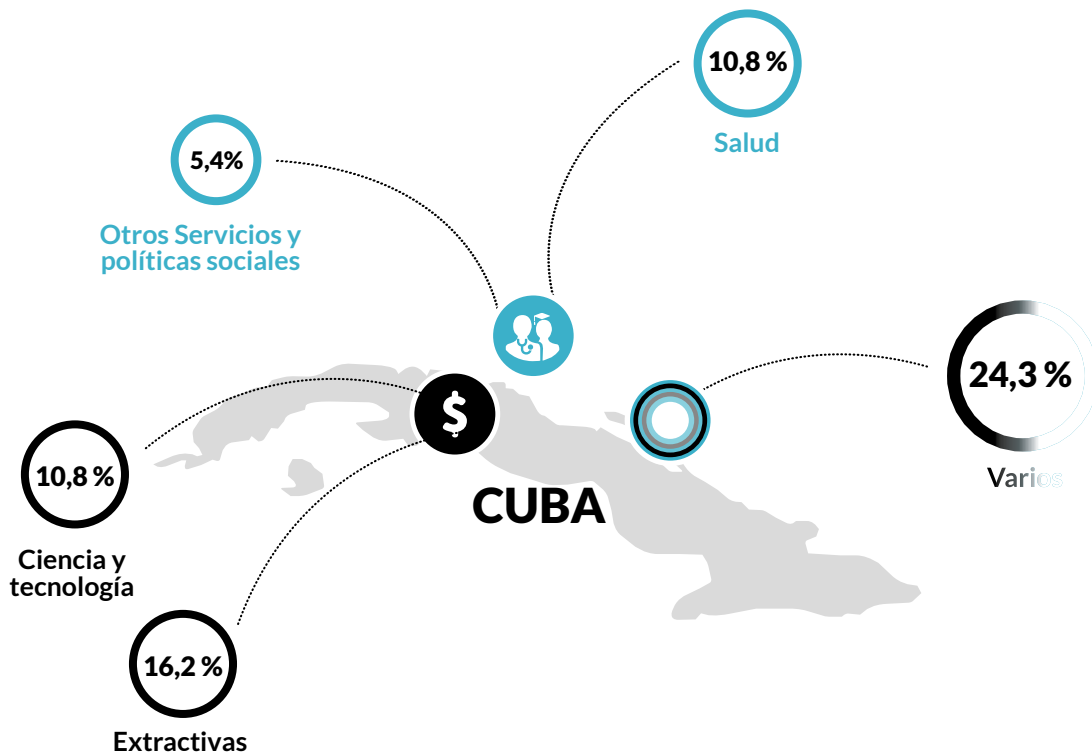 10,8 %
Salud
5,4%
Otros Servicios y
políticas sociales
24,3 %
Varios
$
CUBA
10,8 %
Ciencia y
tecnología
16,2 %
Extractivas